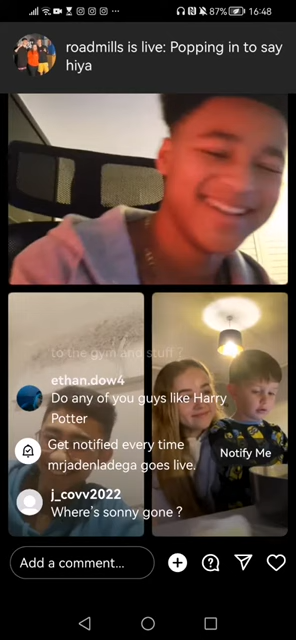 87% 16:48
roadmills is live: Popping in to say
hiya
to the gym and stuff ?
ethan.dow4
Do any of you guys like Harry
Potter
Get notified every time
mrjadenladega goes live.
Notify Me
j_covv2022
Where's sonny gone ?
Add a comment...